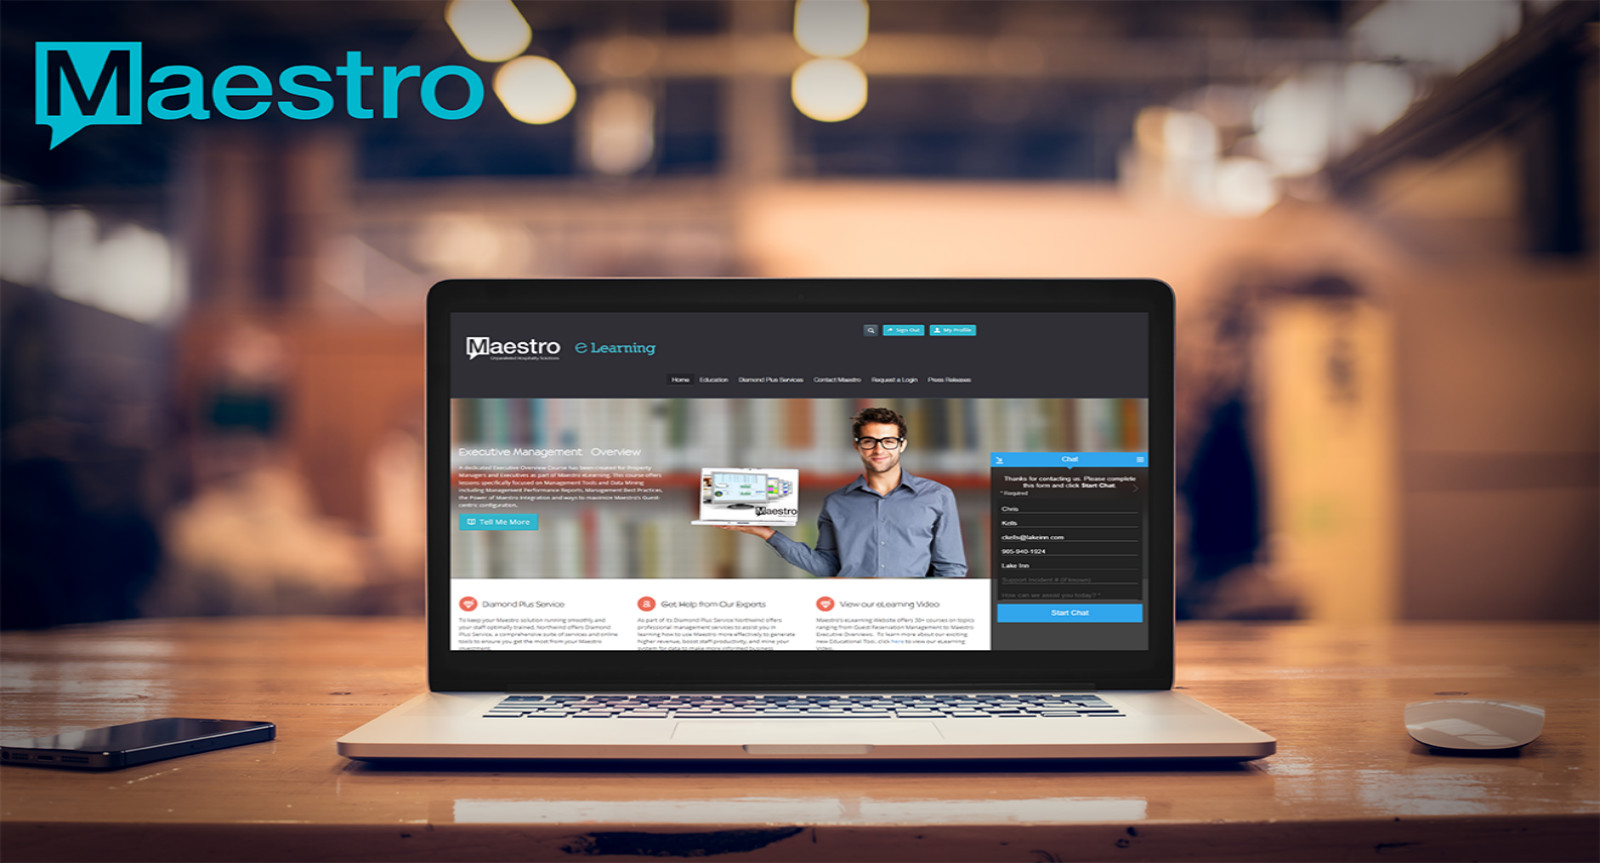 Maestro
Sign Out
My Profile
Maestro
Unparalleled Hospitality Solutions
e Learning
Home
Education
Diamond Plus Services
Contact Maestro
Request a Login
Press Releases
Executive Management Overview
A dedicated Executive Overview Course has been created for Property
Managers and Executives as part of Maestro eLearning. This course offers
lessons specifically focused on Management Tools and Data Mining
including Management Performance Reports, Management Best Practices,
the Power of Maestro Integration and ways to maximize Maestro's Guest-
centric configuration.
Tell Me More
Maestro
Chat
Thanks for contacting us. Please complete
this form and click Start Chat.
* Required
Chris
Kells
ckells@lakeinn.com
905-940-1924
Lake Inn
Support Incident # (if known)
How can we assist you today? *
Start Chat
Diamond Plus Service
To keep your Maestro solution running smoothly and
your staff optimally trained, Northwind offers Diamond
Plus Service, a comprehensive suite of services and online
tools to ensure you get the most from your Maestro
investment.
Get Help from Our Experts
As part of its Diamond Plus Service Northwind offers
professional management services to assist you in
learning how to use Maestro more effectively to generate
higher revenue, boost staff productivity, and mine your
system for data to make more informed business
View our eLearning Video
Maestro's eLearning Website offers 30+ courses on topics
ranging from Guest Reservation Management to Maestro
Executive Overviews. To learn more about our exciting
new Educational Tool, click here to view our eLearning
Video.